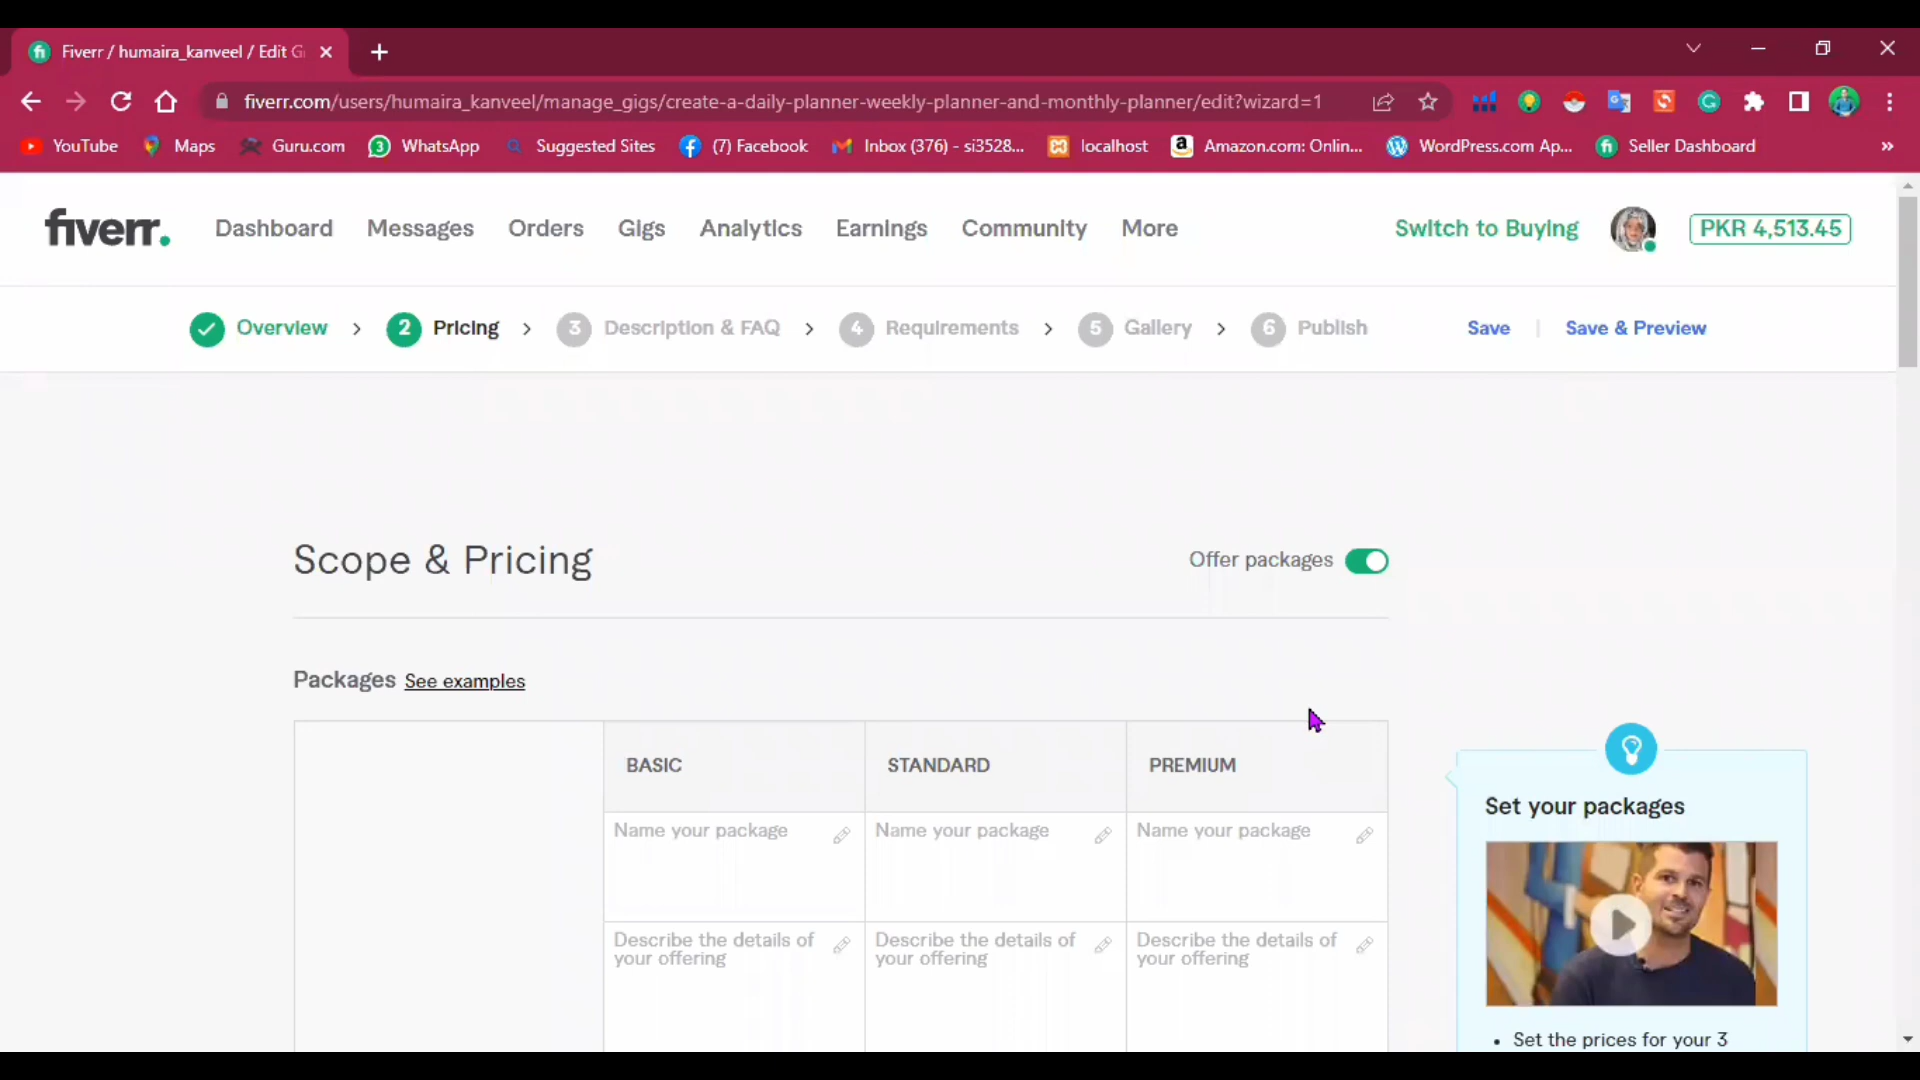 Fiverr / humaira_kanveel / Edit G
fiverr.com/users/humaira_kanveel/manage_gigs/create-a-daily-planner-weekly-planner-and-monthly-planner/edit?wizard=1
YouTube Maps Guru.com WhatsApp Suggested Sites (7) Facebook Inbox (376) - si3528... localhost Amazon.com: Onlin... WordPress.com Ap... Seller Dashboard »
fiverr. Dashboard Messages Orders Gigs Analytics Earnings Community More Switch to Buying PKR 4,513.45
Overview > 2 Pricing > 3 Description & FAQ > 4 Requirements > 5 Gallery > 6 Publish Save | Save & Preview
Scope & Pricing Offer packages
Packages See examples
BASIC STANDARD PREMIUM
Name your package Name your package Name your package
Describe the details of Describe the details of Describe the details of
your offering your offering your offering
Set your packages
• Set the prices for your 3